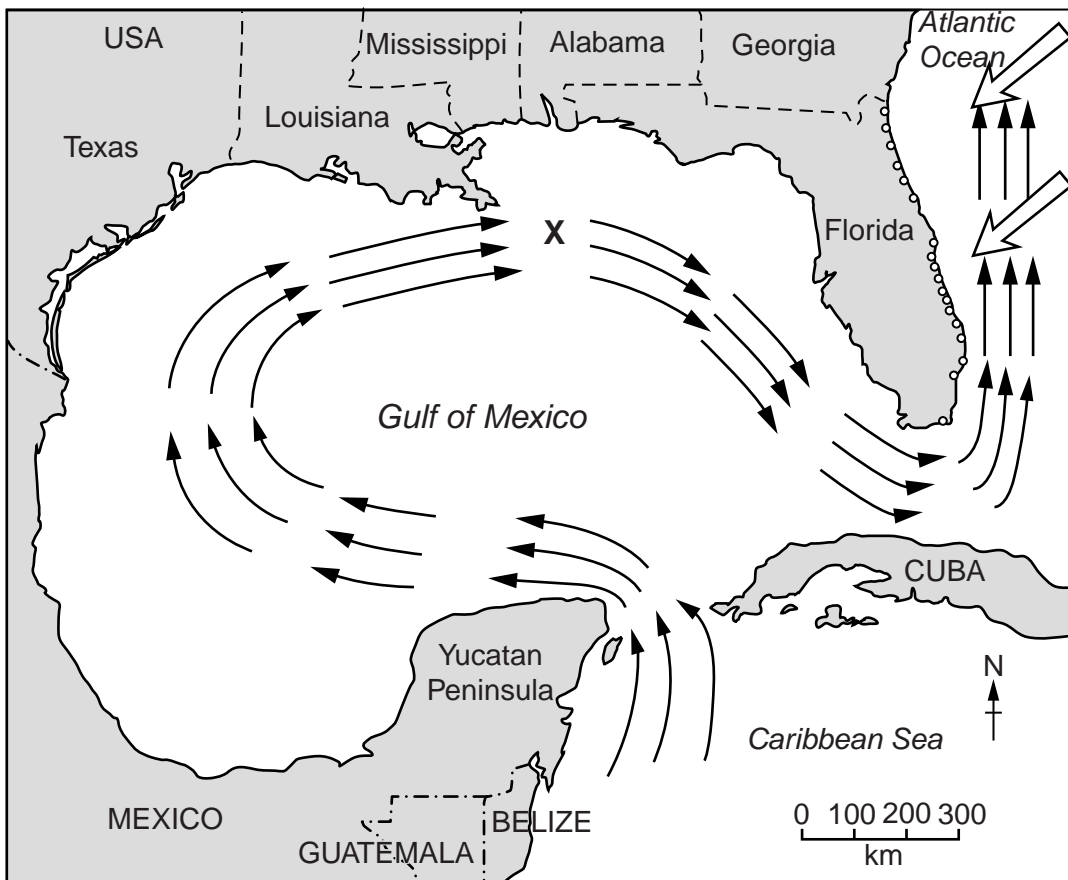 USA
Mississippi
Alabama
Georgia
Atlantic
Ocean
Louisiana
Texas
X
Florida
Gulf of Mexico
CUBA
Yucatan
Peninsula
N
Caribbean Sea
MEXICO
BELIZE
GUATEMALA
0 100 200 300
km